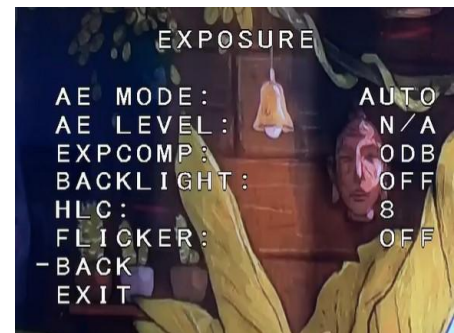 EXPOSURE
AE MODE: AUTO
AE LEVEL: N/A
EXPCOMP: 0DB
BACKLIGHT: OFF
HLC: 8
FLICKER: OFF
-BACK
EXIT